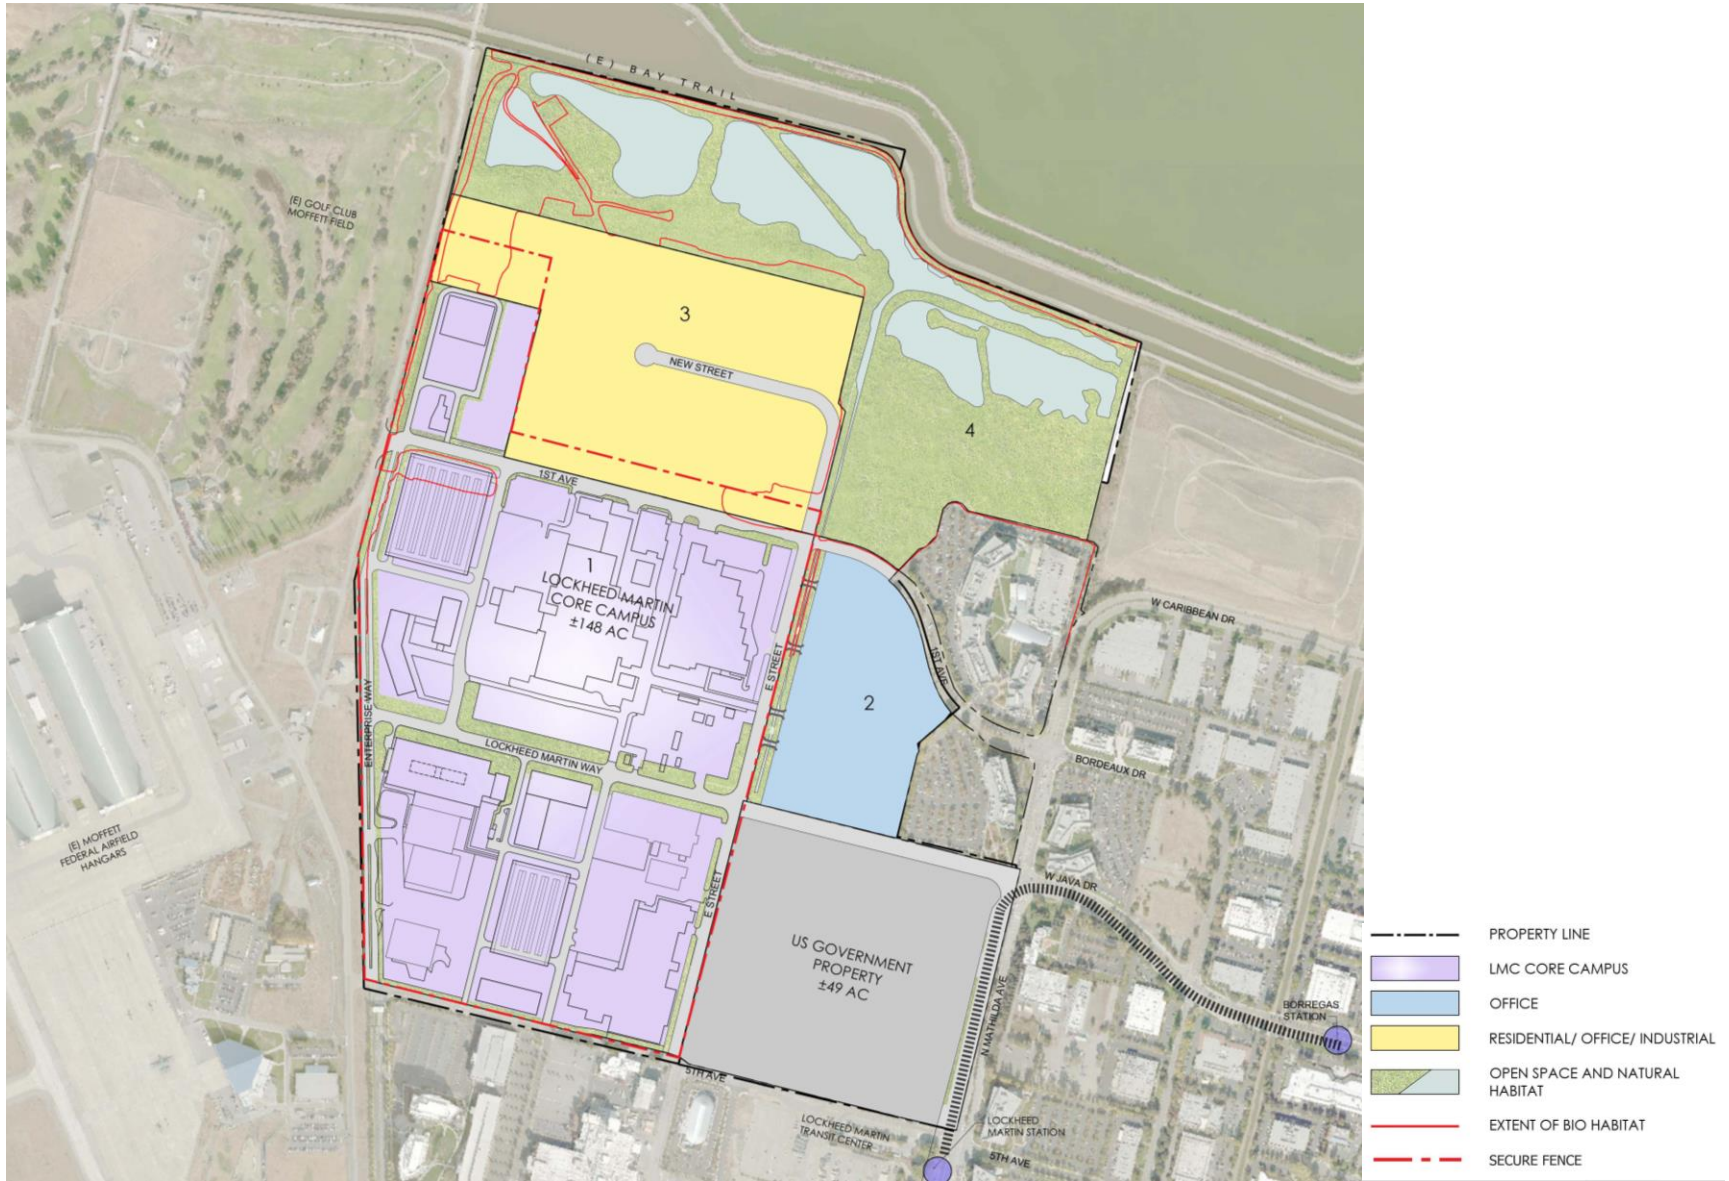 (E) BAY TRAIL
(E) GOLF CLUB
MOFFETT FIELD
3
NEW STREET
4
1ST AVE
1
LOCKHEED MARTIN
CORE CAMPUS
±148 AC
W CARIBBEAN DR
E STREET
1ST AVE
2
ENTERPRISE WAY
LOCKHEED MARTIN WAY
BORDEAUX DR
(E) MOFFETT
FEDERAL AIRFIELD
HANGARS
E STREET
W JAVA DR
US GOVERNMENT
PROPERTY
±49 AC
N MATHILDA AVE
BORREGAS
STATION
5TH AVE
LOCKHEED MARTIN
TRANSIT CENTER
LOCKHEED
MARTIN STATION
5TH AVE
PROPERTY LINE
LMC CORE CAMPUS
OFFICE
RESIDENTIAL/ OFFICE/ INDUSTRIAL
OPEN SPACE AND NATURAL
HABITAT
EXTENT OF BIO HABITAT
SECURE FENCE